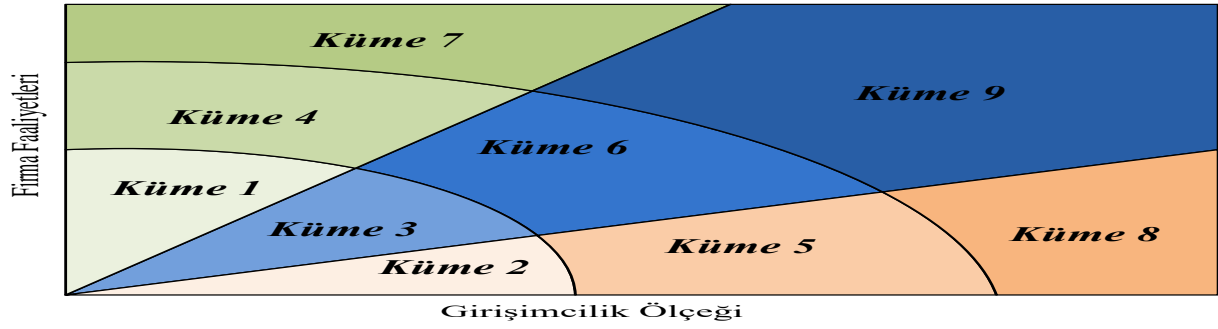 Küme 7
Küme 9
Küme 4
Küme 6
Küme 1
Küme 3
Küme 5
Küme 8
Küme 2
Firma Faaliyetleri
Girişimcilik Ölçeği